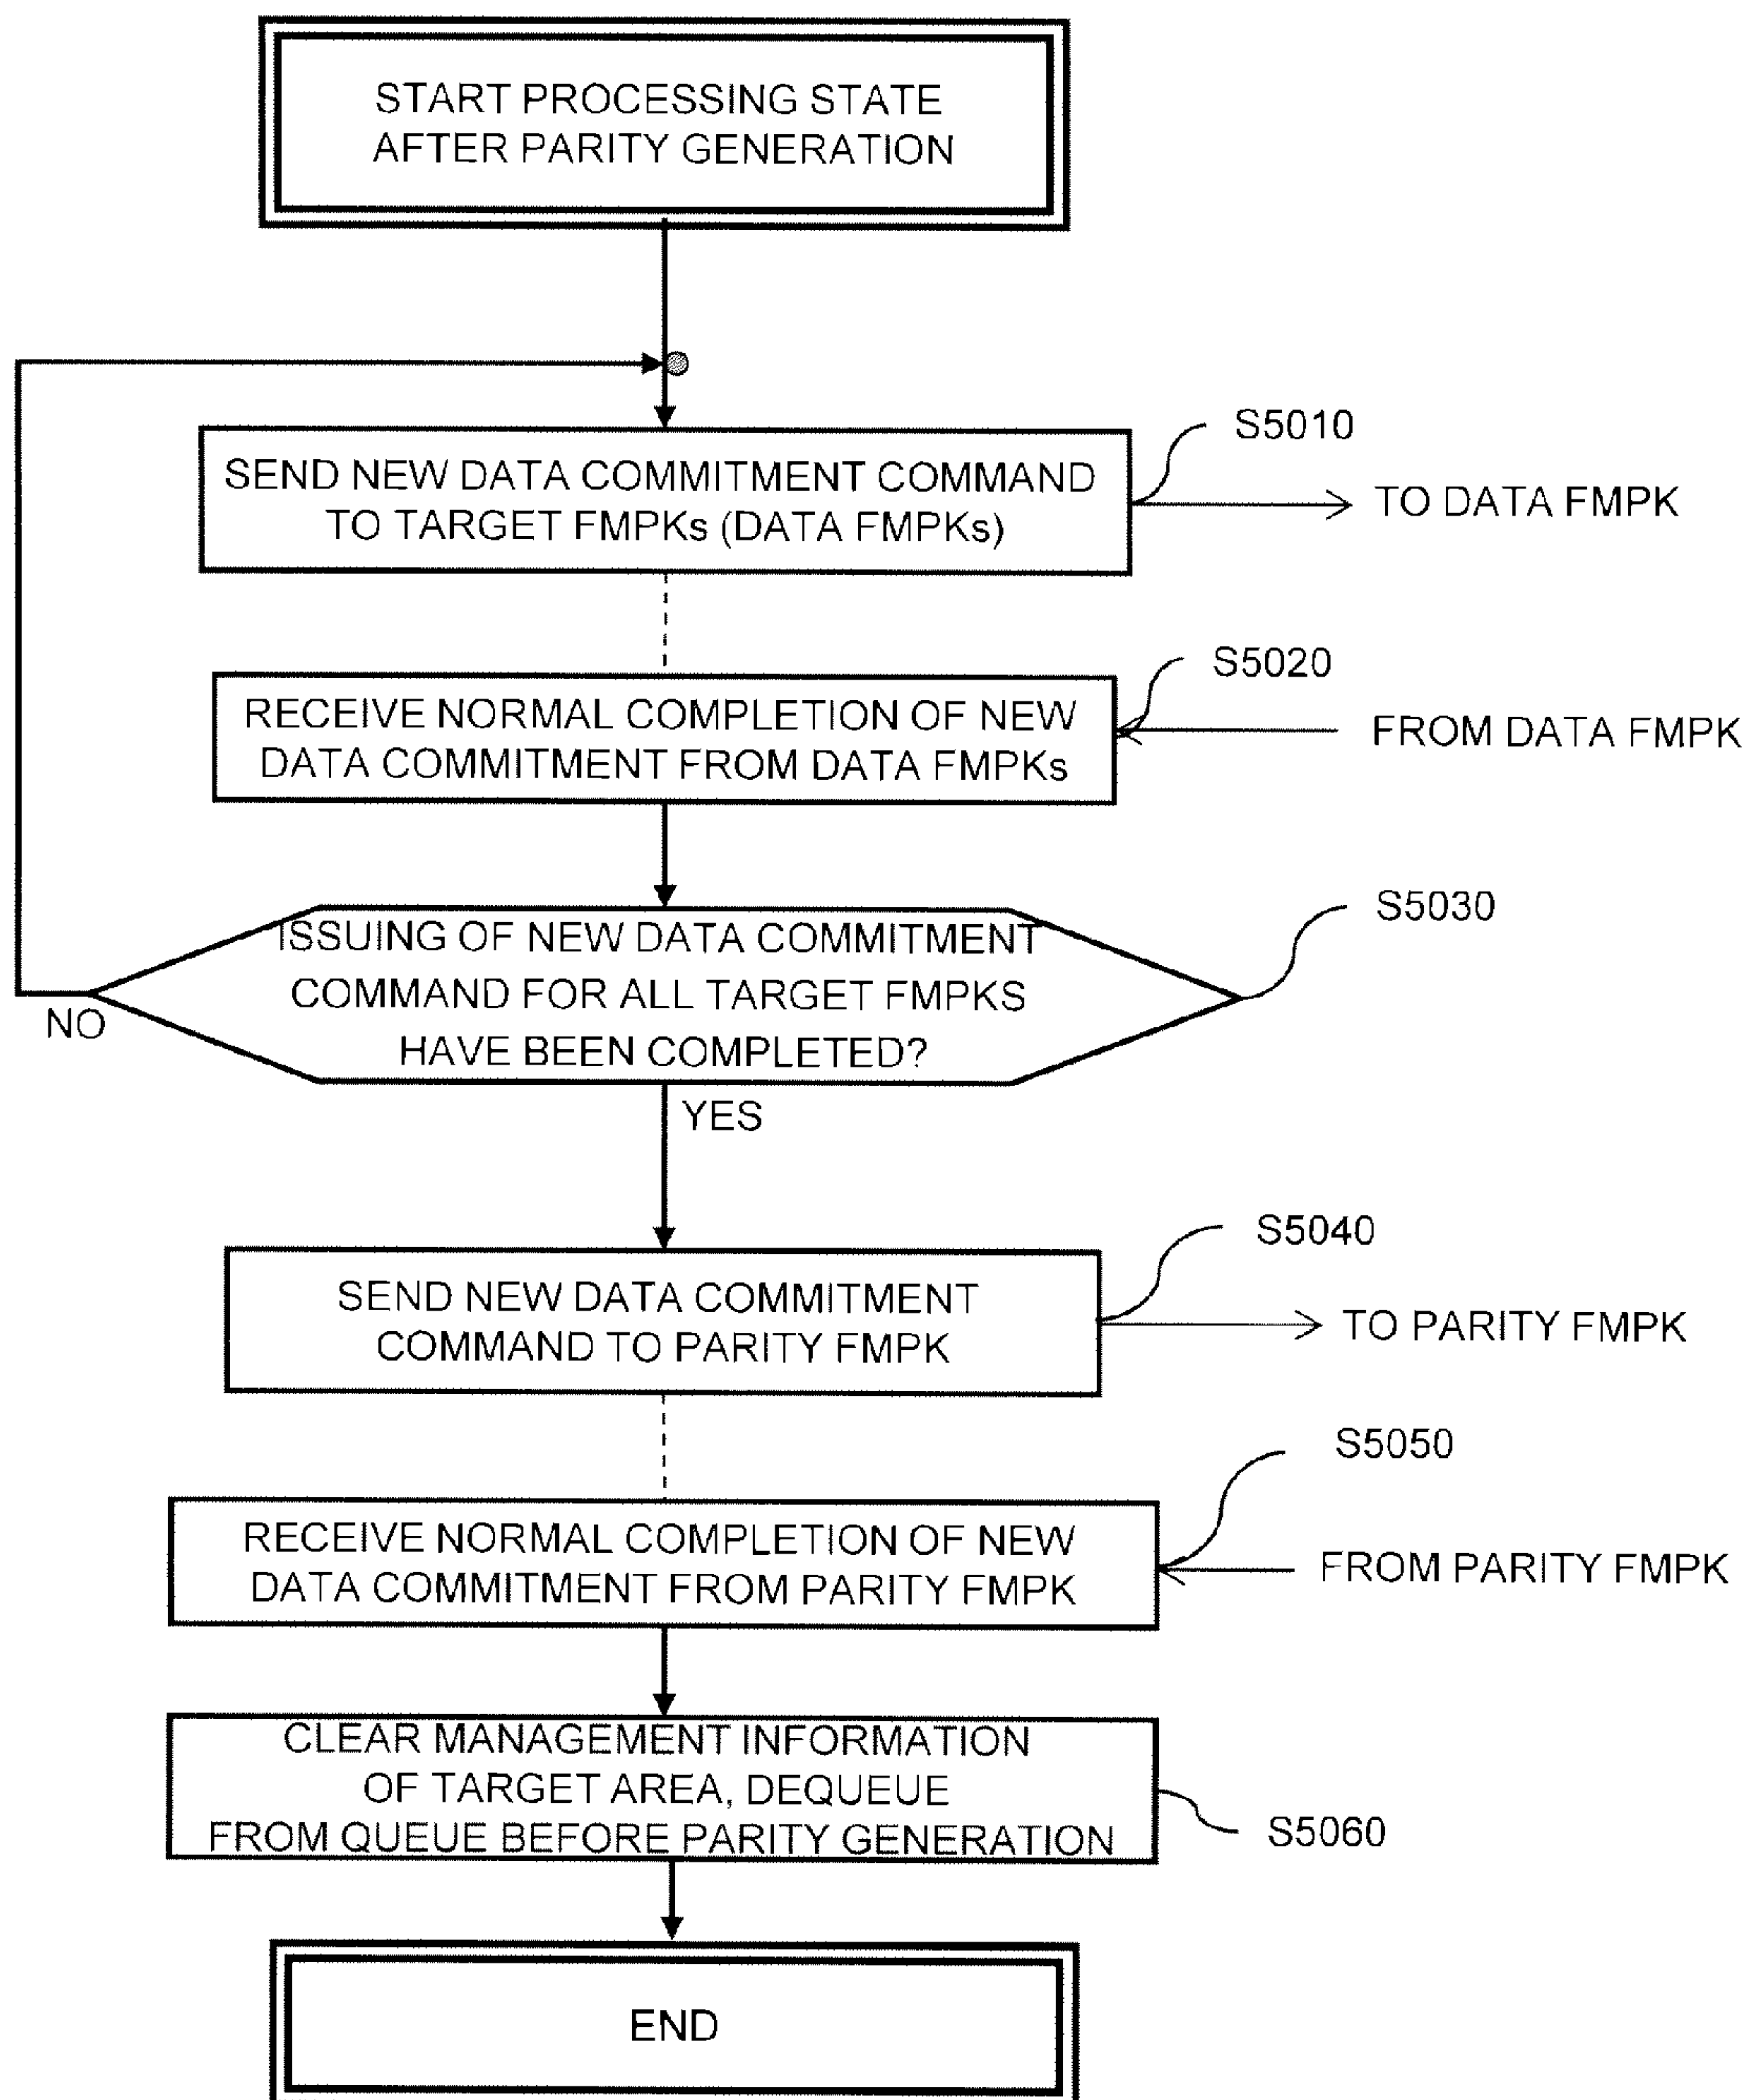 START PROCESSING STATE
AFTER PARITY GENERATION
S5010
SEND NEW DATA COMMITMENT COMMAND
TO TARGET FMPKs (DATA FMPKs)
TO DATA FMPK
S5020
RECEIVE NORMAL COMPLETION OF NEW
DATA COMMITMENT FROM DATA FMPKs
FROM DATA FMPK
S5030
ISSUING OF NEW DATA COMMITMENT
COMMAND FOR ALL TARGET FMPKS
HAVE BEEN COMPLETED?
NO
YES
S5040
SEND NEW DATA COMMITMENT
COMMAND TO PARITY FMPK
TO PARITY FMPK
S5050
RECEIVE NORMAL COMPLETION OF NEW
DATA COMMITMENT FROM PARITY FMPK
FROM PARITY FMPK
CLEAR MANAGEMENT INFORMATION
OF TARGET AREA, DEQUEUE
FROM QUEUE BEFORE PARITY GENERATION
S5060
END